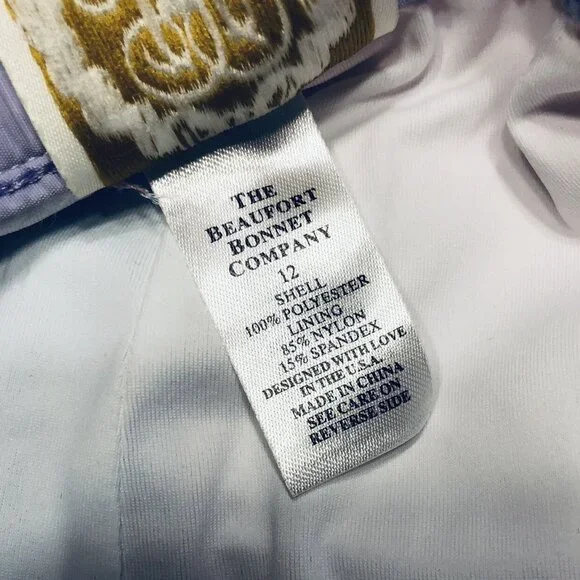 THE
BEAUFORT
BONNET
COMPANY
12
SHELL
100% POLYESTER
LINING
85% NYLON
15% SPANDEX
DESIGNED WITH LOVE
IN THE U.S.A.
MADE IN CHINA
SEE CARE ON
REVERSE SIDE